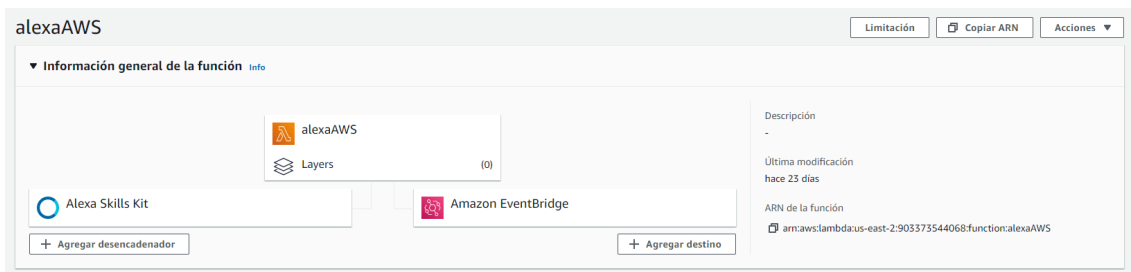 alexaAWS
Limitación
Copiar ARN
Acciones
Información general de la función Info
alexaAWS
Layers (0)
Alexa Skills Kit
Amazon EventBridge
+ Agregar desencadenador
+ Agregar destino
Descripción
-
Última modificación
hace 23 días
ARN de la función
arn:aws:lambda:us-east-2:903373544068:function:alexaAWS